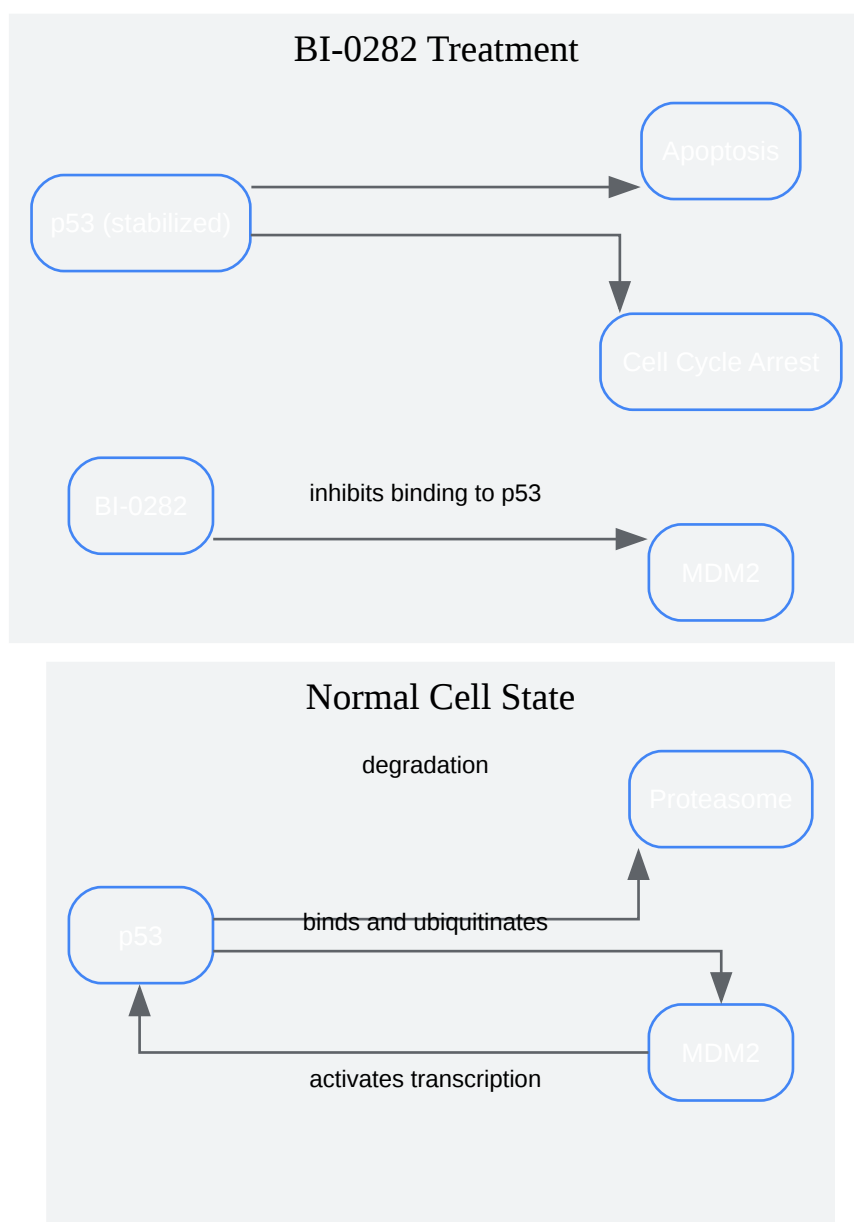 BI-0282 Treatment
Apoptosis
p53 (stabilized)
Cell Cycle Arrest
inhibits binding to p53
BI-0282
MDM2
Normal Cell State
degradation
Proteasome
binds and ubiquitinates
p53
MDM2
activates transcription